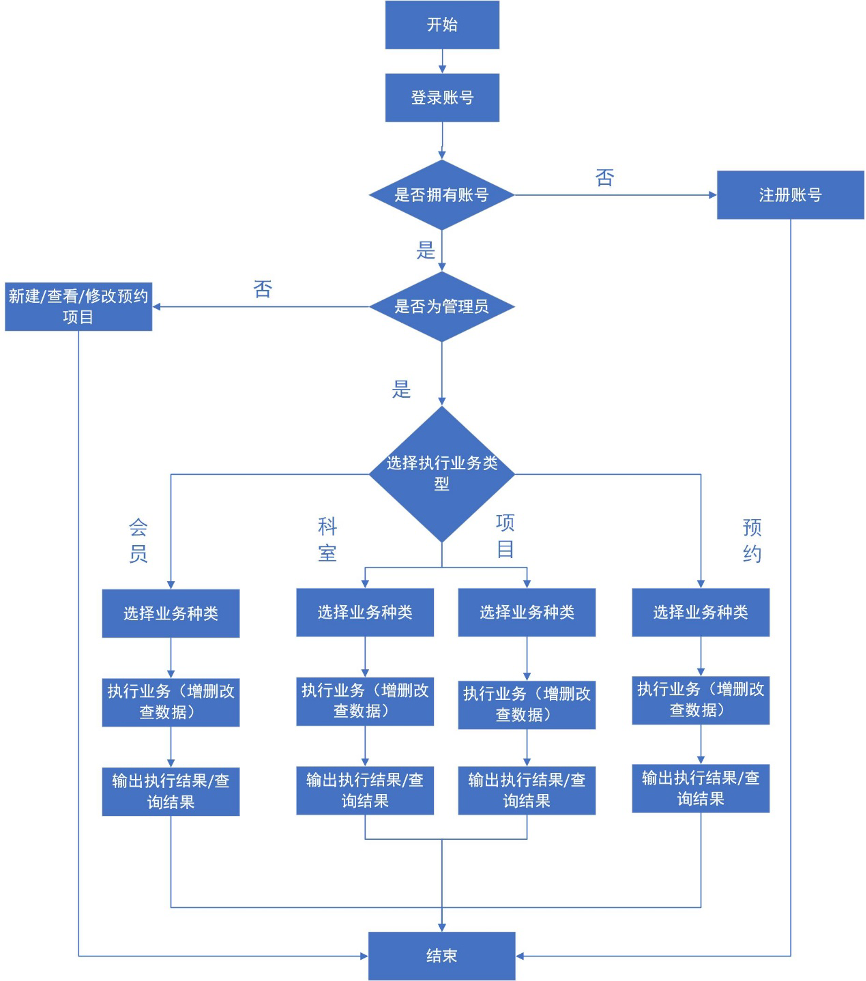 开始
登录账号
是否拥有账号
否
注册账号
是
是否为管理员
否
新建/查看/修改预约
项目
是
选择执行业务类
型
会
员
科
室
项
目
预
约
选择业务种类
选择业务种类
选择业务种类
选择业务种类
执行业务（增删改
查数据）
执行业务（增删改
查数据）
执行业务（增删改
查数据）
执行业务（增删改
查数据）
输出执行结果/查
询结果
输出执行结果/查
询结果
输出执行结果/查
询结果
输出执行结果/查
询结果
结束